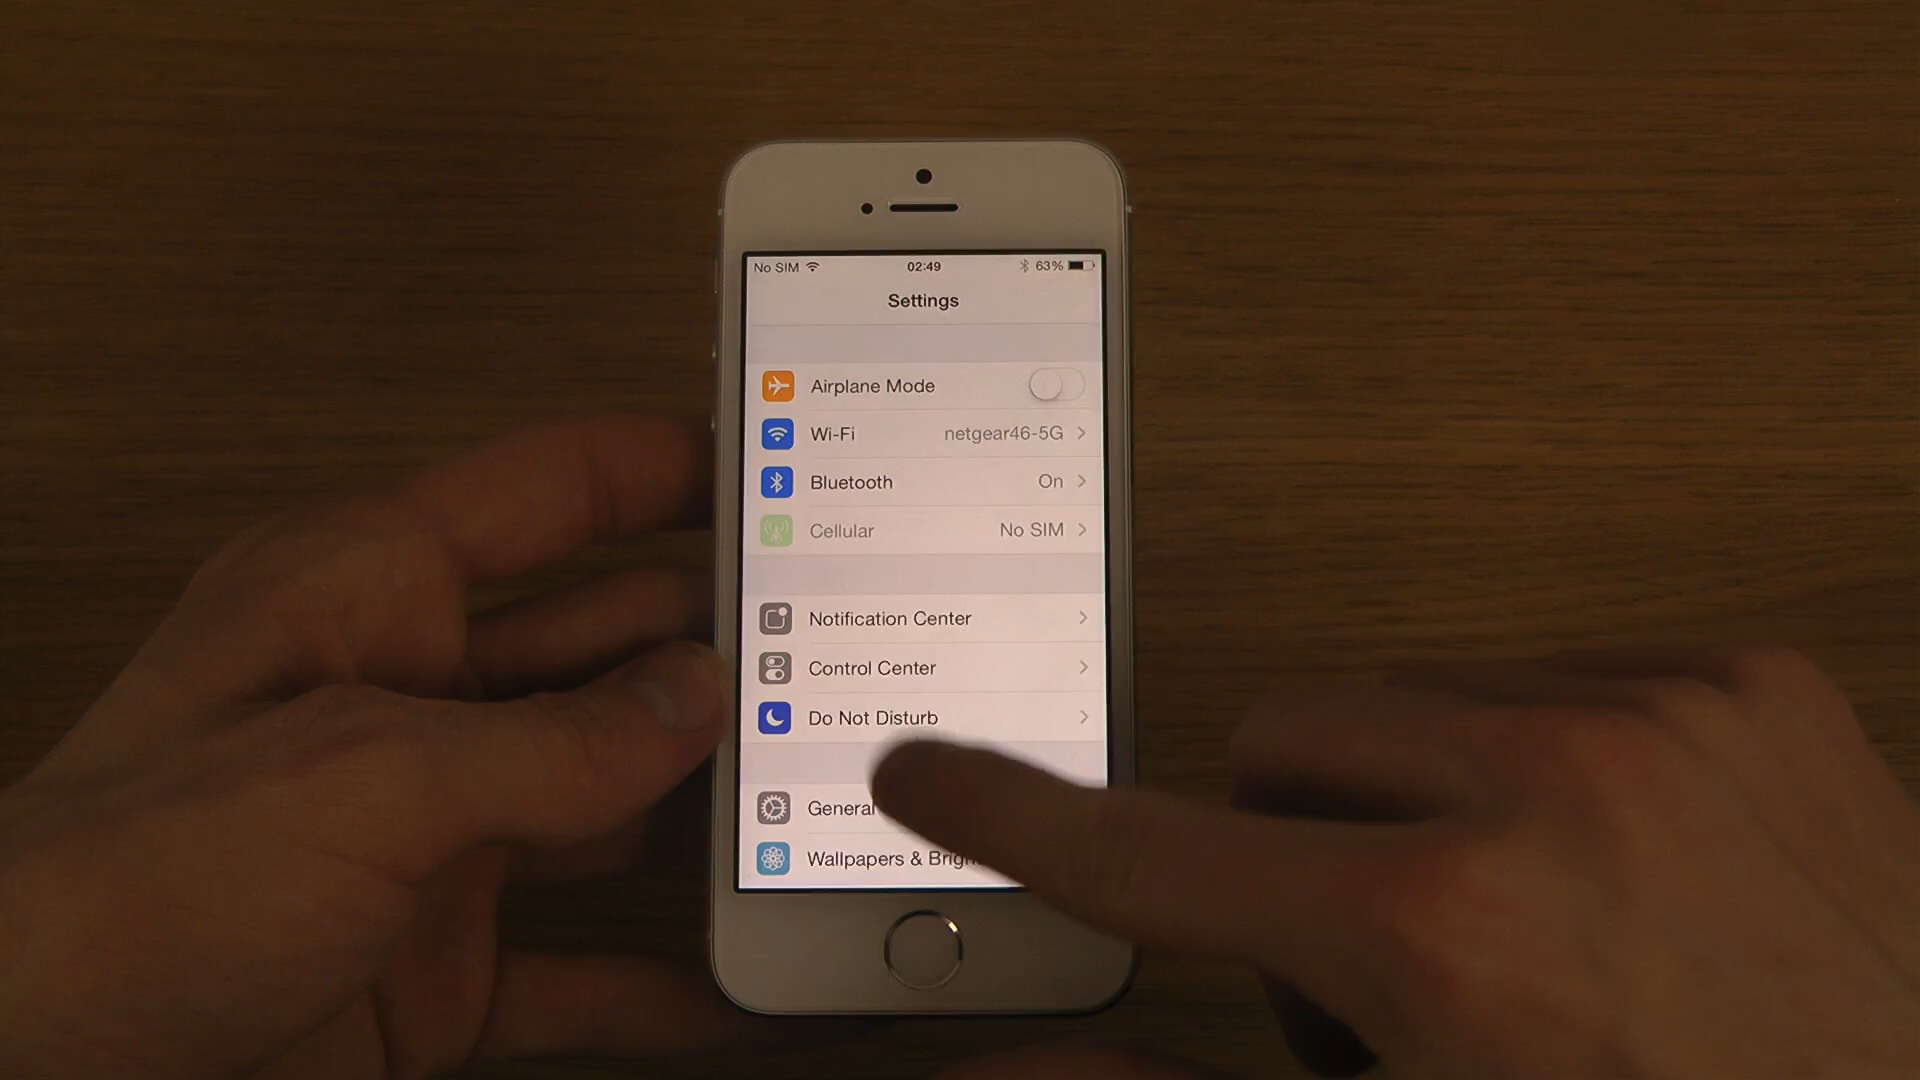 No SIM 02:49 63%
Settings
Airplane Mode
Wi-Fi netgear46-5G
Bluetooth On
Cellular No SIM
Notification Center
Control Center
Do Not Disturb
General
Wallpapers & Brigh